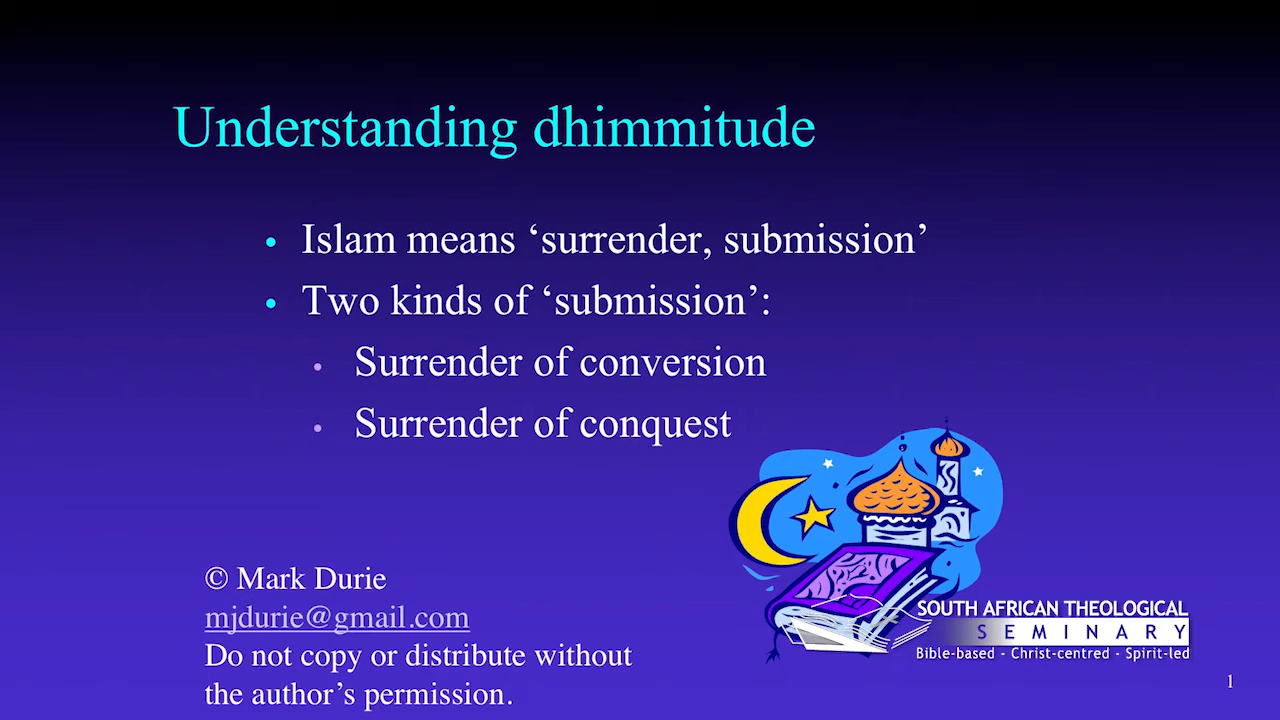 Understanding dhimmitude
• Islam means ‘surrender, submission’
• Two kinds of ‘submission’:
• Surrender of conversion
• Surrender of conquest
© Mark Durie
mjdurie@gmail.com
Do not copy or distribute without
the author’s permission.
SOUTH AFRICAN THEOLOGICAL
SEMINARY
Bible-based - Christ-centred - Spirit-led
1